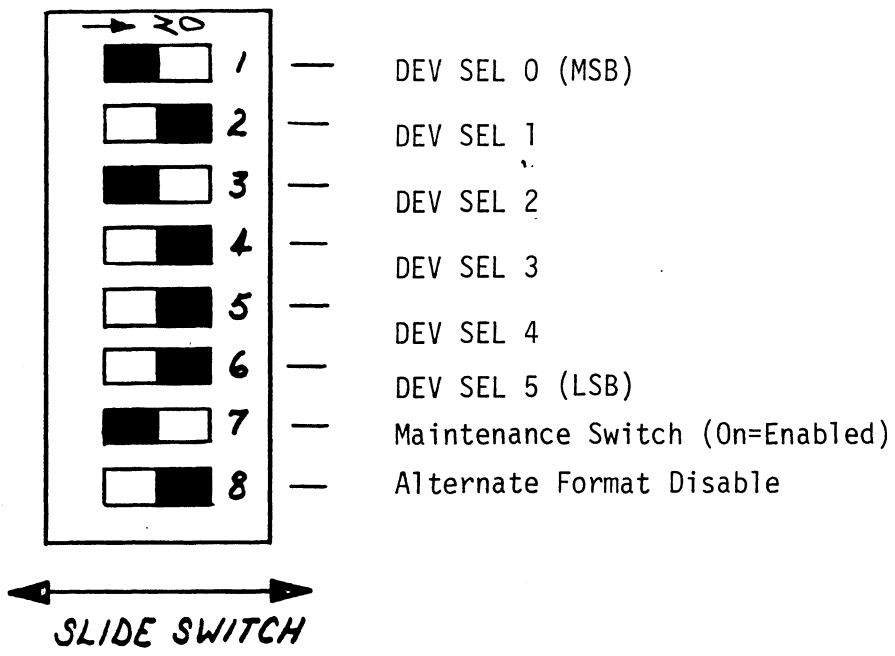 → ON
1 — DEV SEL 0 (MSB)
2 — DEV SEL 1
3 — DEV SEL 2
4 — DEV SEL 3
5 — DEV SEL 4
6 — DEV SEL 5 (LSB)
7 — Maintenance Switch (On=Enabled)
8 — Alternate Format Disable
SLIDE SWITCH